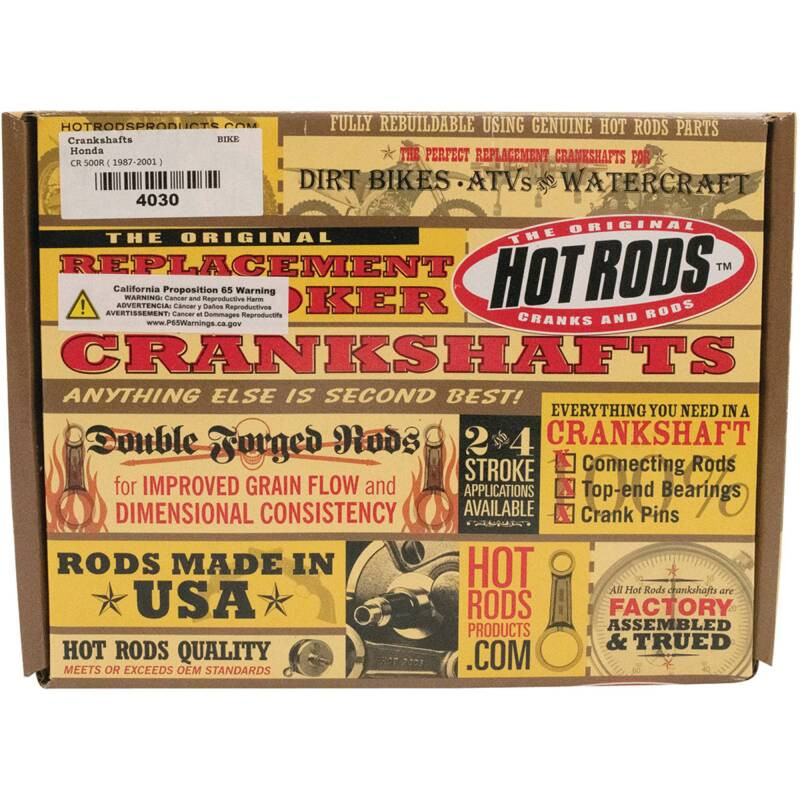 HOTRODSPRODUCTS.COM
Crankshafts BIKE
Honda
CR 500R ( 1987-2001 )
4030
FULLY REBUILDABLE USING GENUINE HOT RODS PARTS
THE PERFECT REPLACEMENT CRANKSHAFTS FOR
DIRT BIKES • ATVs AND WATERCRAFT
THE ORIGINAL
REPLACEMENT
OKER
California Proposition 65 Warning
WARNING: Cancer and Reproductive Harm
ADVERTENCIA: Cáncer y Daños Reproductivos
AVERTISSEMENT: Cancer et Dommages Reproductifs
www.P65Warnings.ca.gov
THE ORIGINAL
HOT RODS™
CRANKS AND RODS
CRANKSHAFTS
ANYTHING ELSE IS SECOND BEST!
Double Forged Rods
for IMPROVED GRAIN FLOW and
DIMENSIONAL CONSISTENCY
2 AND 4
STROKE
APPLICATIONS
AVAILABLE
EVERYTHING YOU NEED IN A
CRANKSHAFT
100%
X Connecting Rods
X Top-end Bearings
X Crank Pins
RODS MADE IN
USA
HOT RODS QUALITY
MEETS OR EXCEEDS OEM STANDARDS
HOT RODS
HOT
RODS
PRODUCTS
.COM
All Hot Rods crankshafts are
FACTORY
ASSEMBLED
& TRUED
60
40